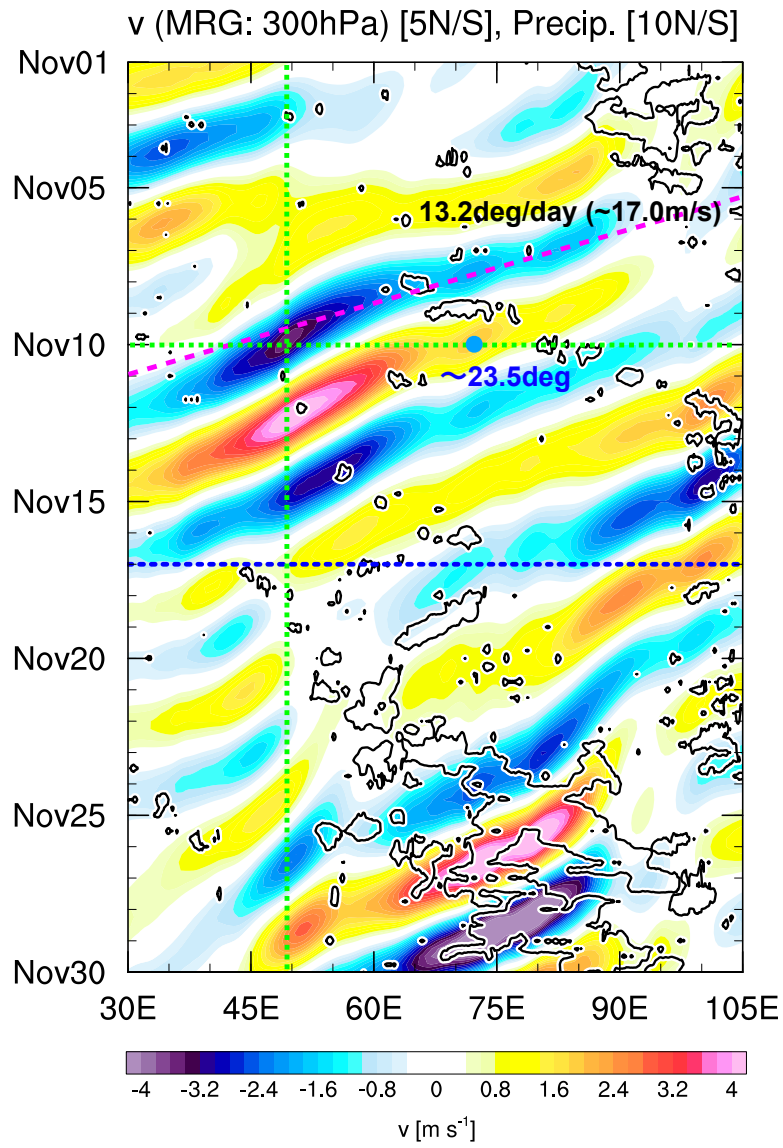 v (MRG: 300hPa) [5N/S], Precip. [10N/S]
Nov01
Nov05
13.2deg/day (~17.0m/s)
Nov10
～23.5deg
Nov15
Nov20
Nov25
Nov30
30E 45E 60E 75E 90E 105E
-4 -3.2 -2.4 -1.6 -0.8 0 0.8 1.6 2.4 3.2 4
v [m s⁻¹]